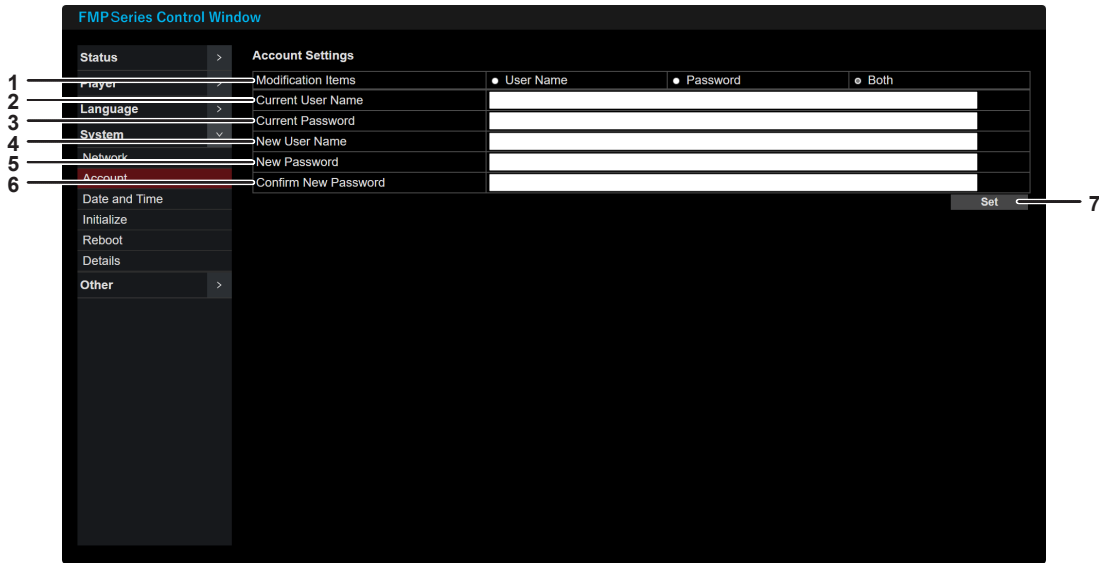 FMPSeries Control Window
Status >
Account Settings
1 Player >
Modification Items User Name Password Both
2 Current User Name
Language >
3 Current Password
System
4 New User Name
Network
5 New Password
Account
6 Confirm New Password
Date and Time
Set 7
Initialize
Reboot
Details
Other >